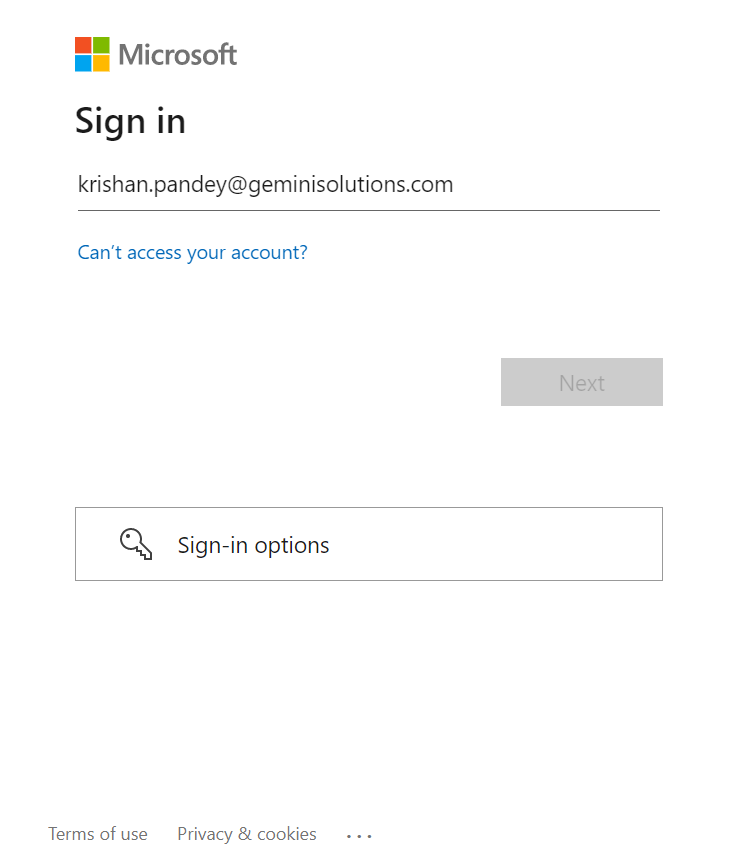 Microsoft
Sign in
krishan.pandey@geminisolutions.com
Can't access your account?
Next
Sign-in options
Terms of use Privacy & cookies ...